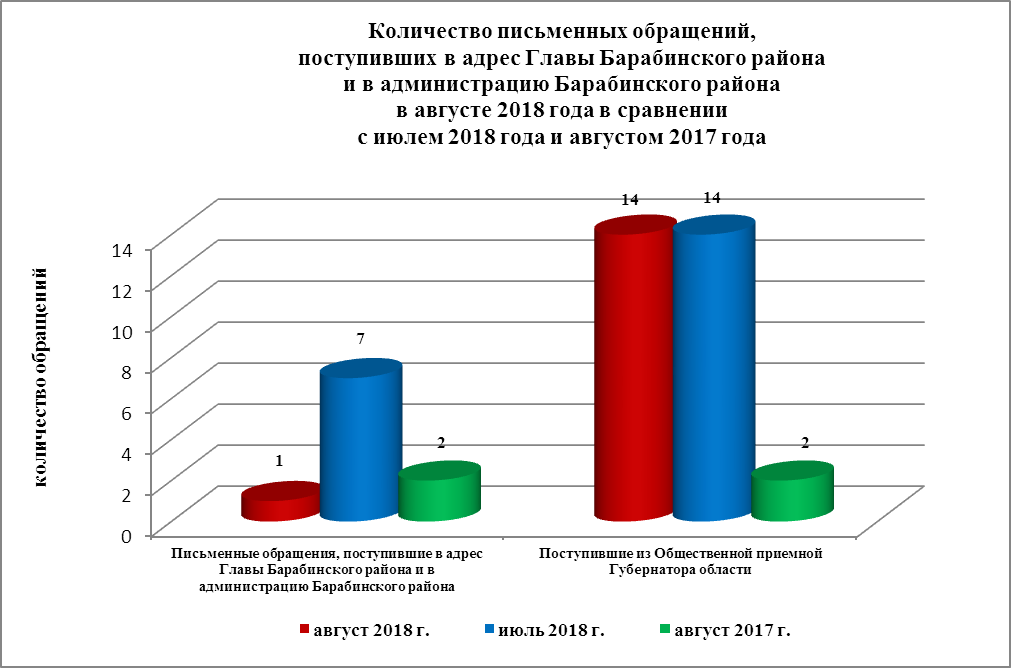 Количество письменных обращений,
поступивших в адрес Главы Барабинского района
и в администрацию Барабинского района
в августе 2018 года в сравнении
с июлем 2018 года и августом 2017 года
количество обращений
14
12
10
8
6
4
2
0
1
7
2
14
14
2
Письменные обращения, поступившие в адрес
Главы Барабинского района и в
администрацию Барабинского района
Поступившие из Общественной приемной
Губернатора области
август 2018 г.
июль 2018 г.
август 2017 г.